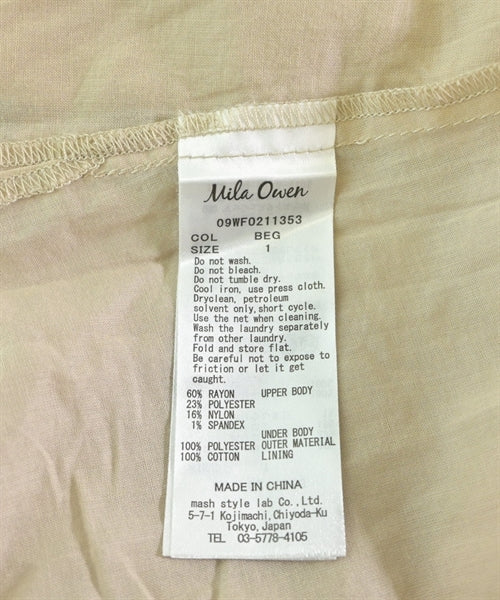 Mila Owen
09WF0211353
COL BEG
SIZE 1
Do not wash.
Do not bleach.
Do not tumble dry.
Cool iron, use press cloth.
Dryclean, petroleum
solvent only,short cycle.
Use the net when cleaning.
Wash the laundry separately
from other laundry.
Fold and store flat.
Be careful not to expose to
friction or let it get
caught.
60% RAYON UPPER BODY
23% POLYESTER
16% NYLON
1% SPANDEX
UNDER BODY
100% POLYESTER OUTER MATERIAL
100% COTTON LINING
MADE IN CHINA
mash style lab Co.,Ltd.
5-7-1 Kojimachi,Chiyoda-Ku
Tokyo,Japan
TEL 03-5778-4105